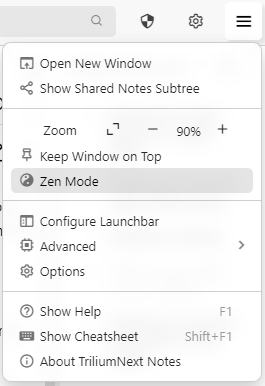 Open New Window
Show Shared Notes Subtree
Zoom 90%
Keep Window on Top
Zen Mode
Configure Launchbar
Advanced
Options
Show Help F1
Show Cheatsheet Shift+F1
About TriliumNext Notes